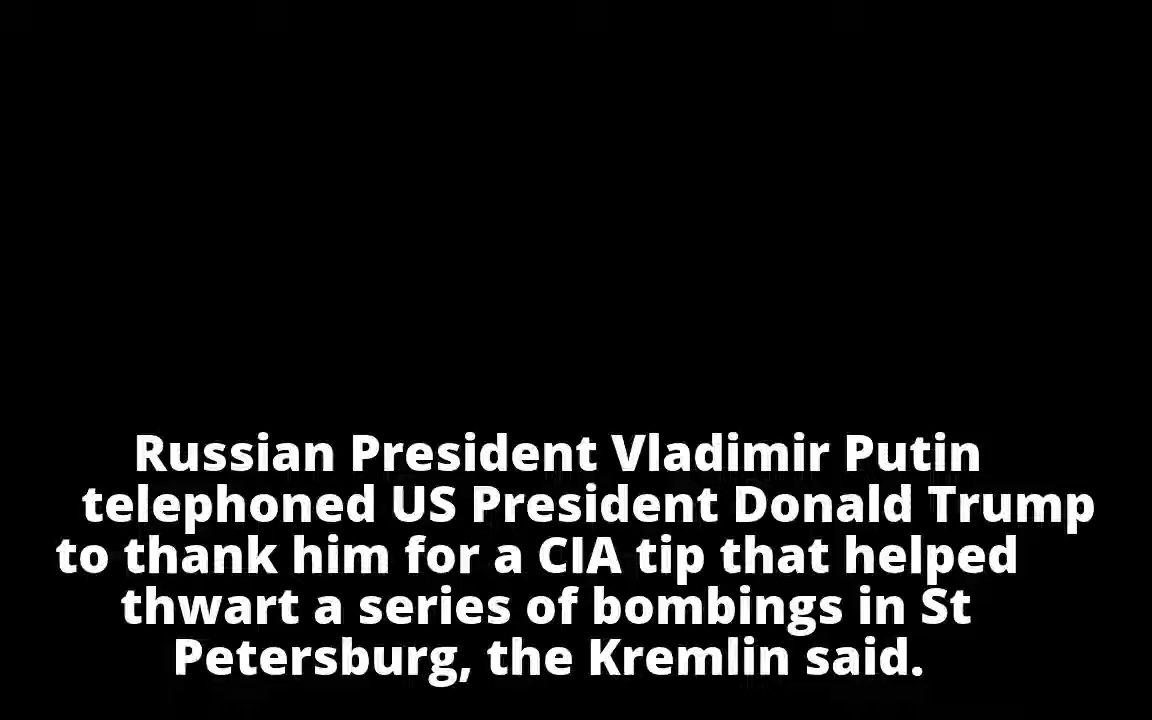 Russian President Vladimir Putin
telephoned US President Donald Trump
to thank him for a CIA tip that helped
thwart a series of bombings in St
Petersburg, the Kremlin said.